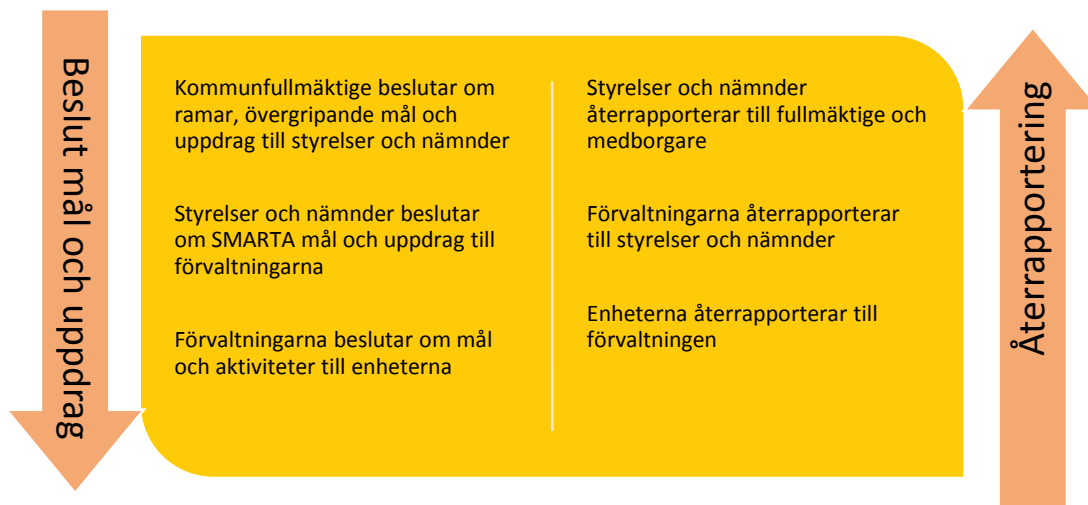 Beslut mål och uppdrag
Kommunfullmäktige beslutar om
ramar, övergripande mål och
uppdrag till styrelser och nämnder
Styrelser och nämnder beslutar
om SMARTA mål och uppdrag till
förvaltningarna
Förvaltningarna beslutar om mål
och aktiviteter till enheterna
Styrelser och nämnder
återrapporterar till fullmäktige och
medborgare
Förvaltningarna återrapporterar
till styrelser och nämnder
Enheterna återrapporterar till
förvaltningen
Återrapportering